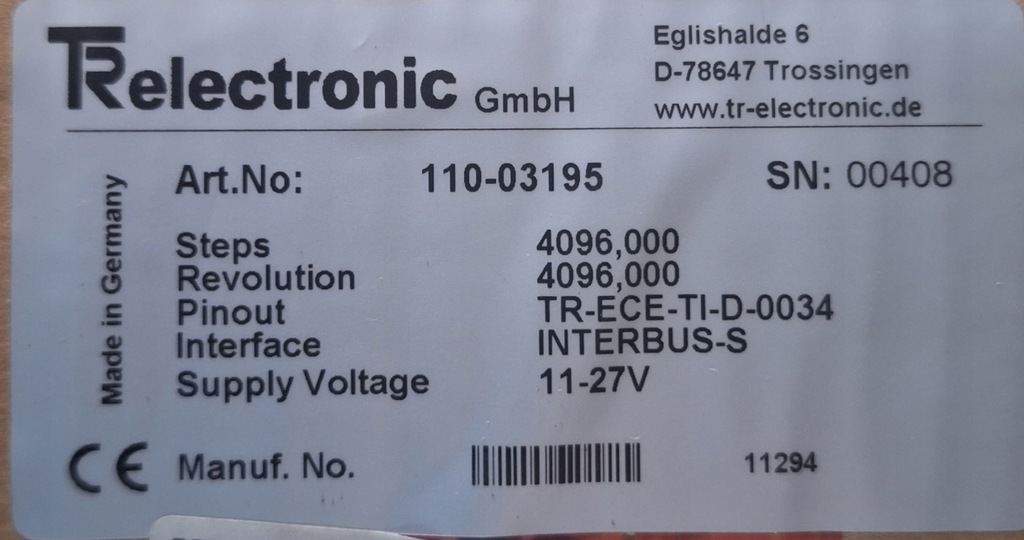 TRelectronic GmbH
Eglishalde 6
D-78647 Trossingen
www.tr-electronic.de
Made in Germany
Art.No: 110-03195 SN: 00408
Steps 4096,000
Revolution 4096,000
Pinout TR-ECE-TI-D-0034
Interface INTERBUS-S
Supply Voltage 11-27V
CE Manuf. No. 11294